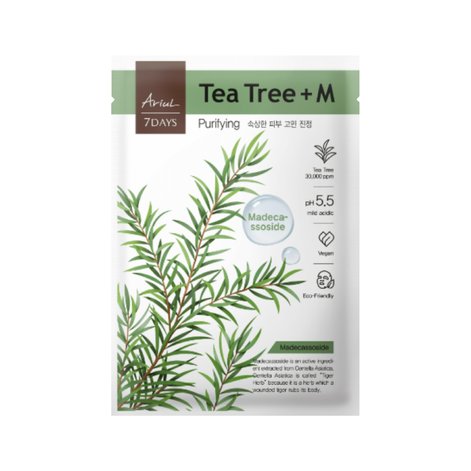 Ariul
7DAYS
Tea Tree + M
Purifying 속상한 피부 고민 진정
Tea Tree
30,000 ppm
pH 5.5
mild acidic
Madeca-
ssoside
Vegan
Eco-Friendly
Madecassoside
Madecassoside is an active ingredi-
ent extracted from Centella Asiatica.
Centella Asiatica is called "Tiger
Herb" because it is a herb which a
wounded tiger rubs its body.